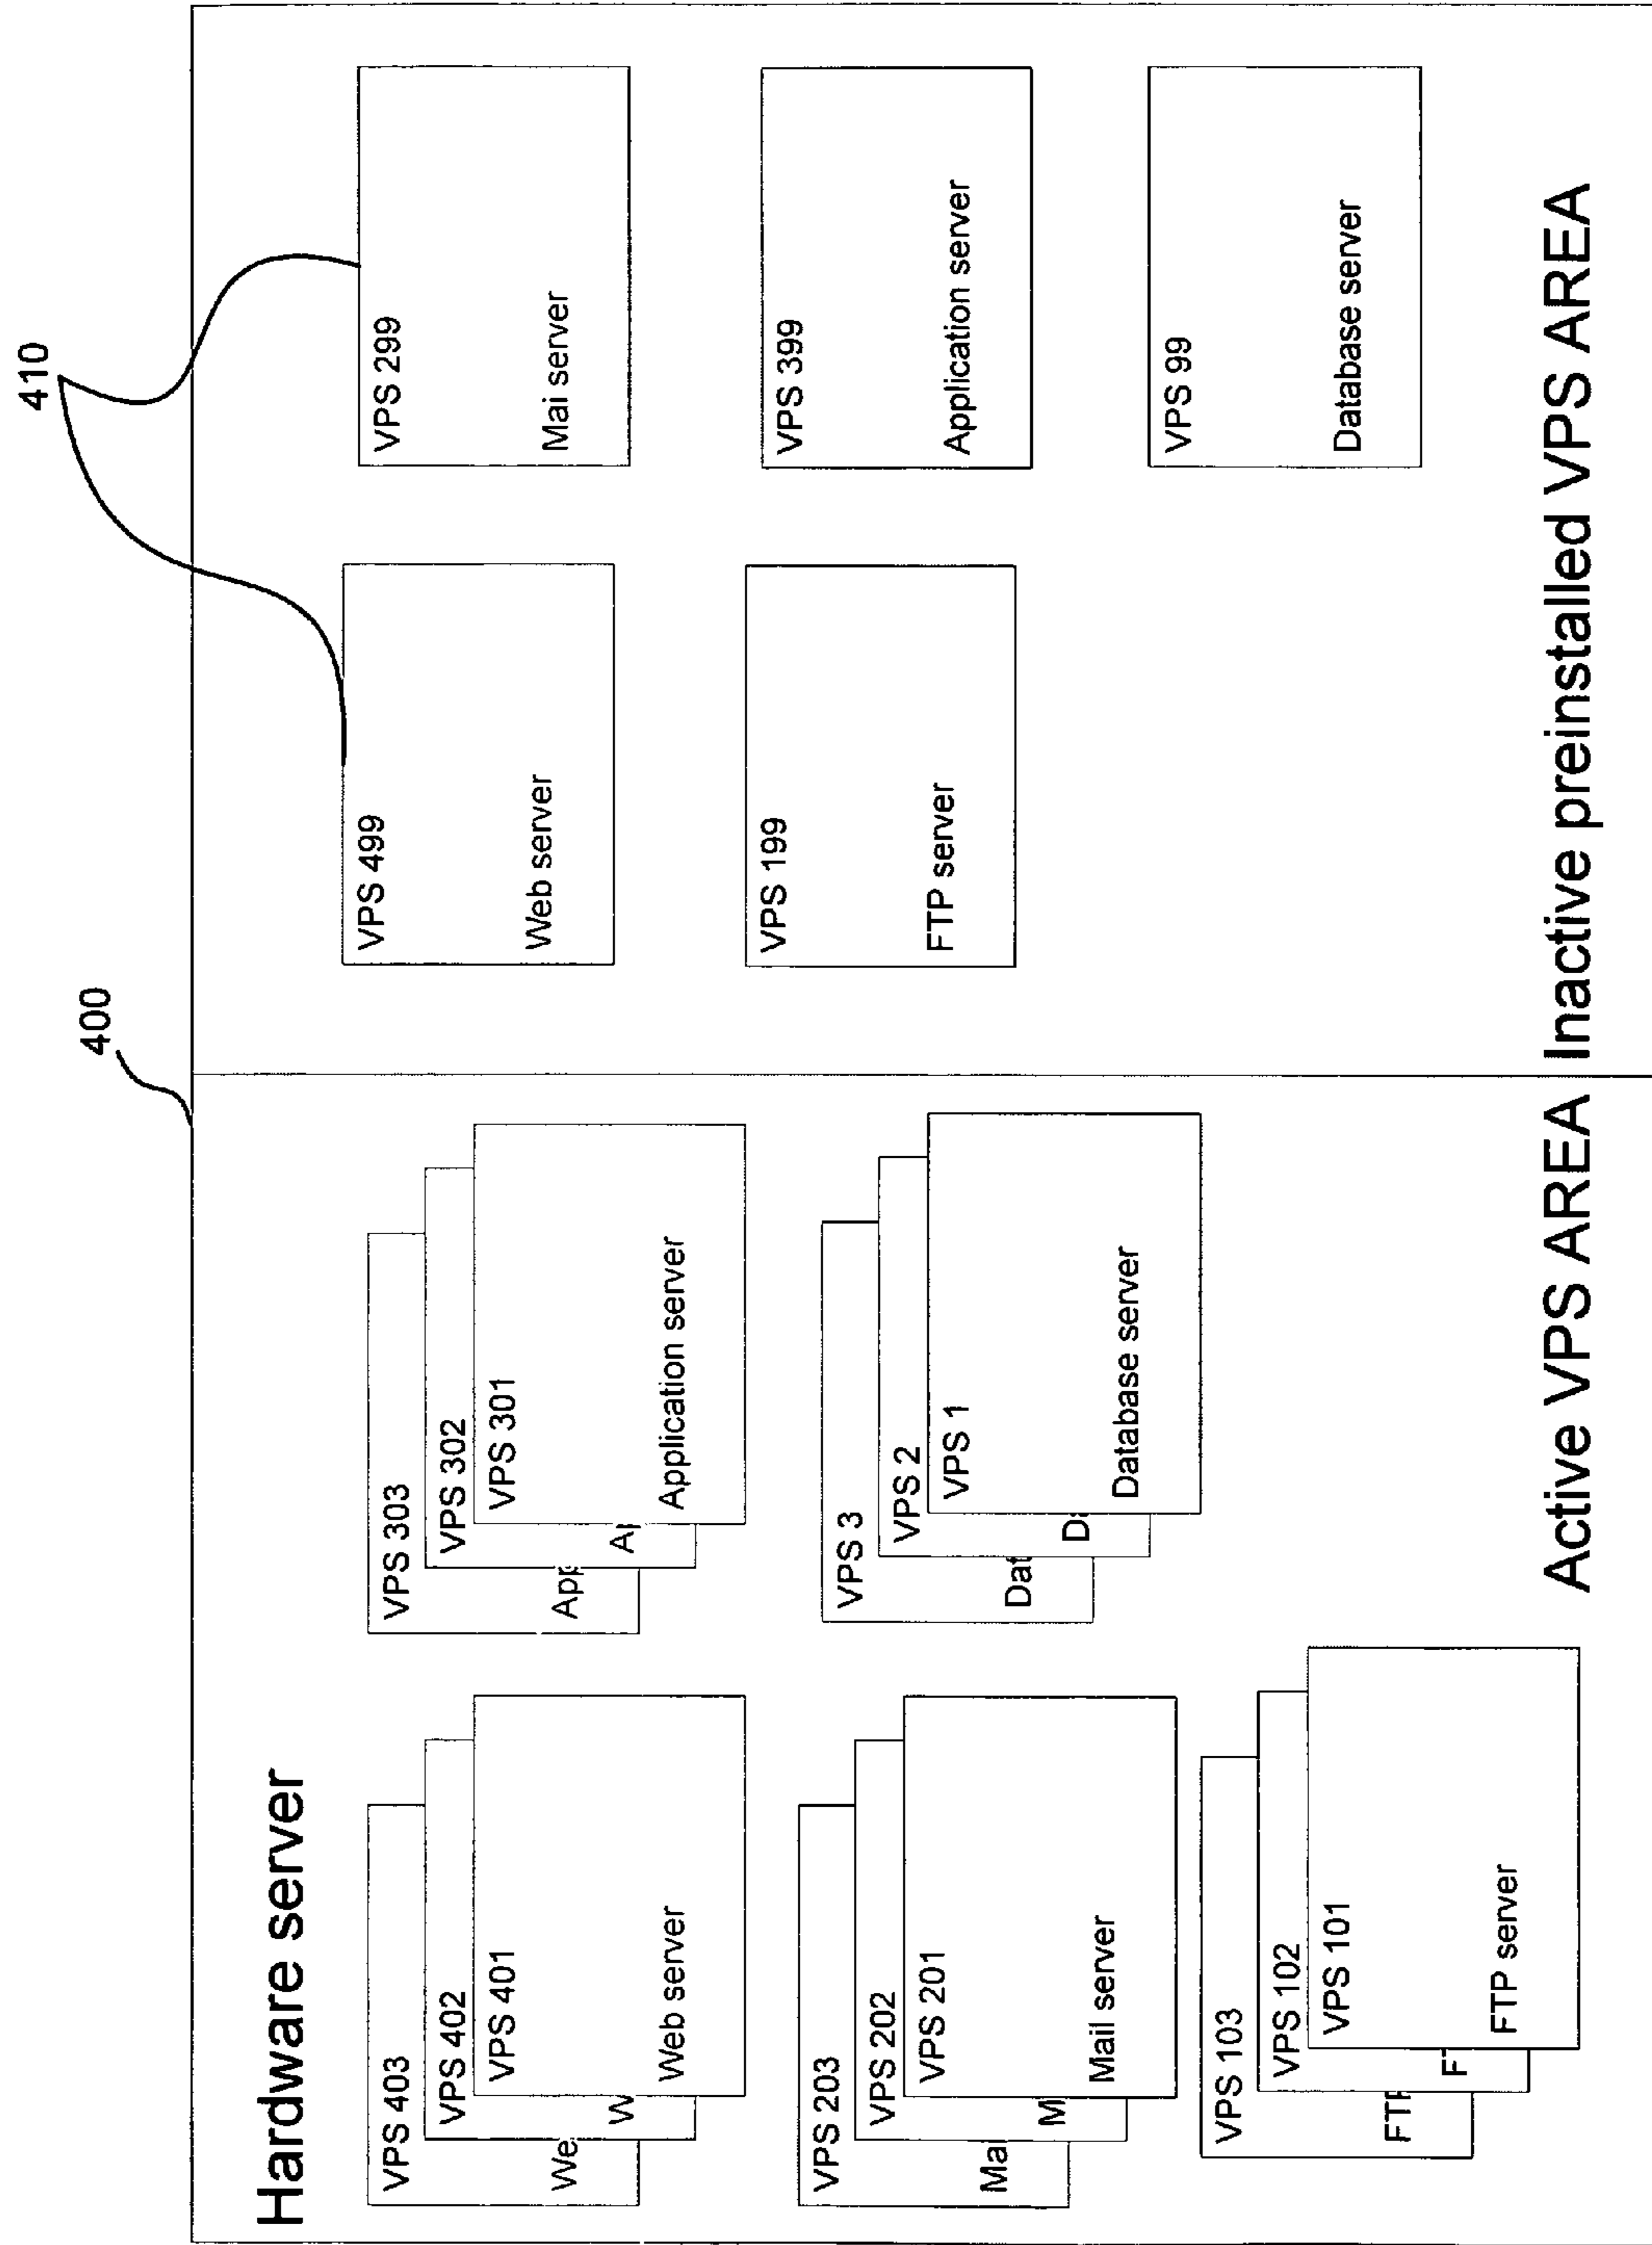 400
410
Hardware server
VPS 403
We
VPS 402
W
VPS 401
Web server
VPS 303
App
VPS 302
A
VPS 301
Application server
VPS 203
Ma
VPS 202
M
VPS 201
Mail server
VPS 3
Dat
VPS 2
D
VPS 1
Database server
VPS 103
FTP
VPS 102
F
VPS 101
FTP server
Active VPS AREA
VPS 499
Web server
VPS 299
Mai server
VPS 199
FTP server
VPS 399
Application server
VPS 99
Database server
Inactive preinstalled VPS AREA